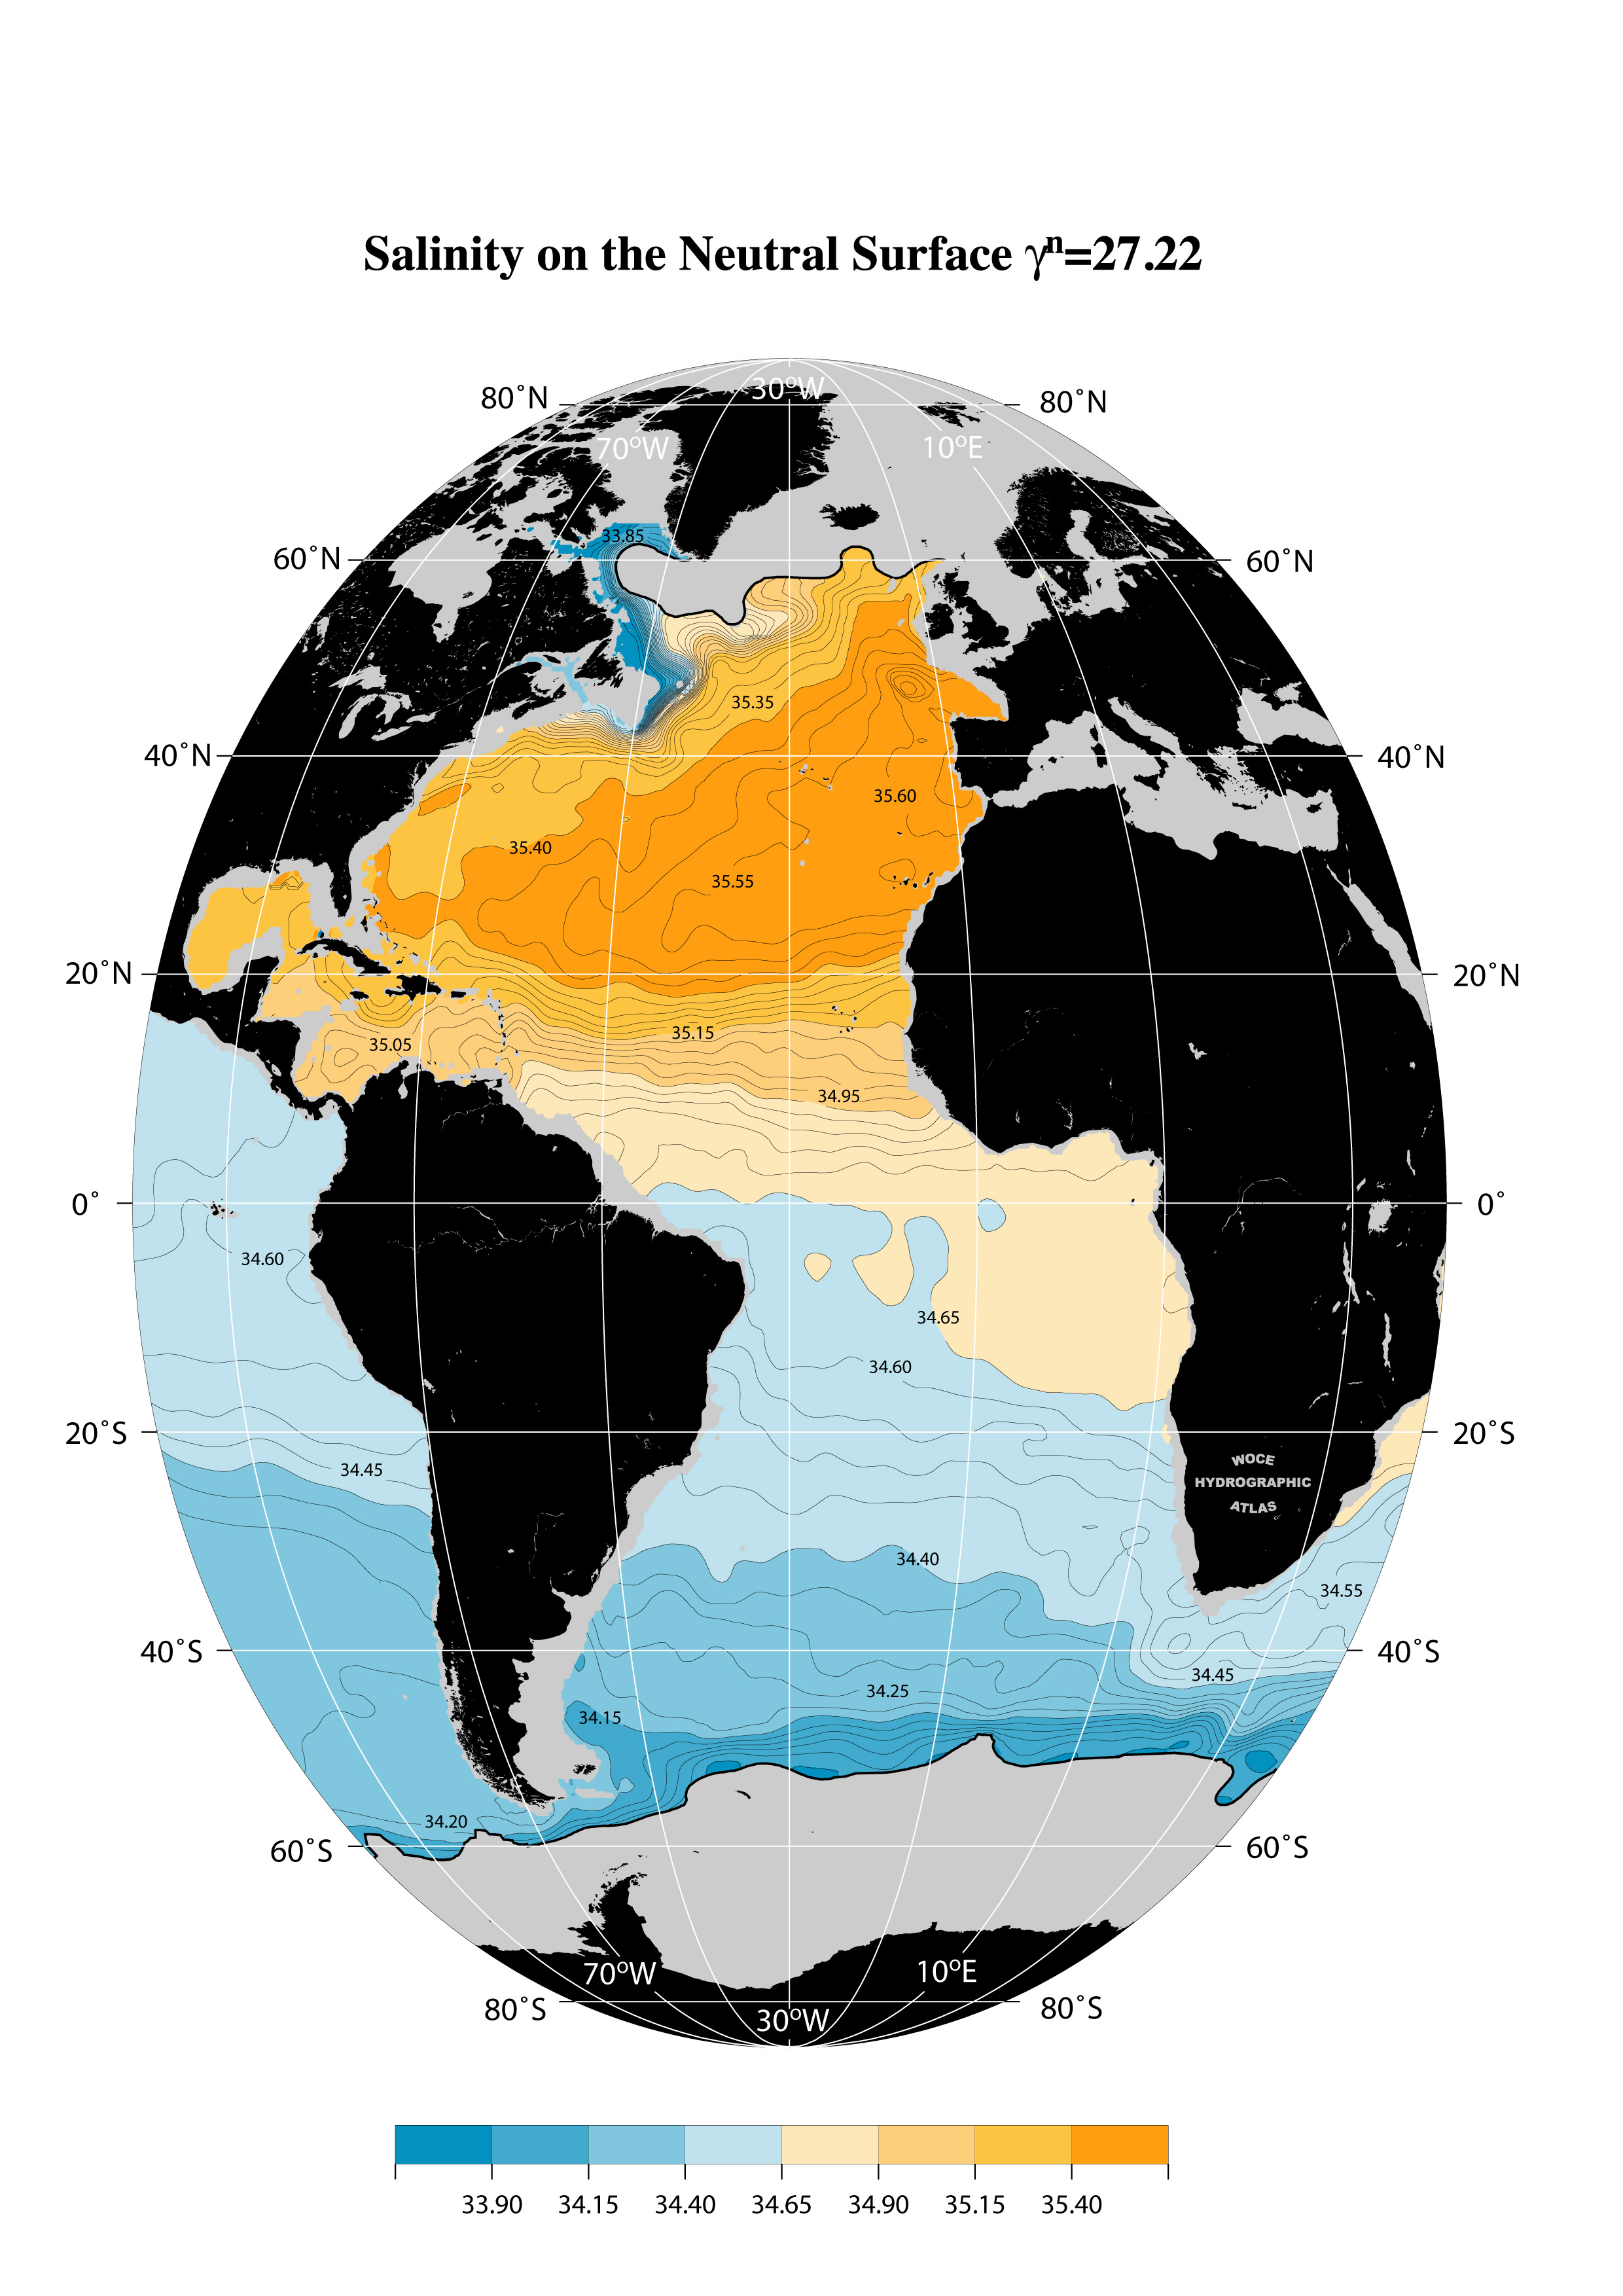 Salinity on the Neutral Surface γⁿ=27.22
30°W
80˚N
80˚N
70°W
10°E
33.85
60˚N
60˚N
35.35
40˚N
40˚N
35.60
35.40
35.55
20˚N
20˚N
35.15
35.05
34.95
0˚
0˚
34.60
34.65
34.60
20˚S
20˚S
WOCE
HYDROGRAPHIC
ATLAS
34.45
34.40
34.55
40˚S
40˚S
34.45
34.25
34.15
34.20
60˚S
60˚S
70°W
10°E
80˚S
80˚S
30°W
33.90 34.15 34.40 34.65 34.90 35.15 35.40